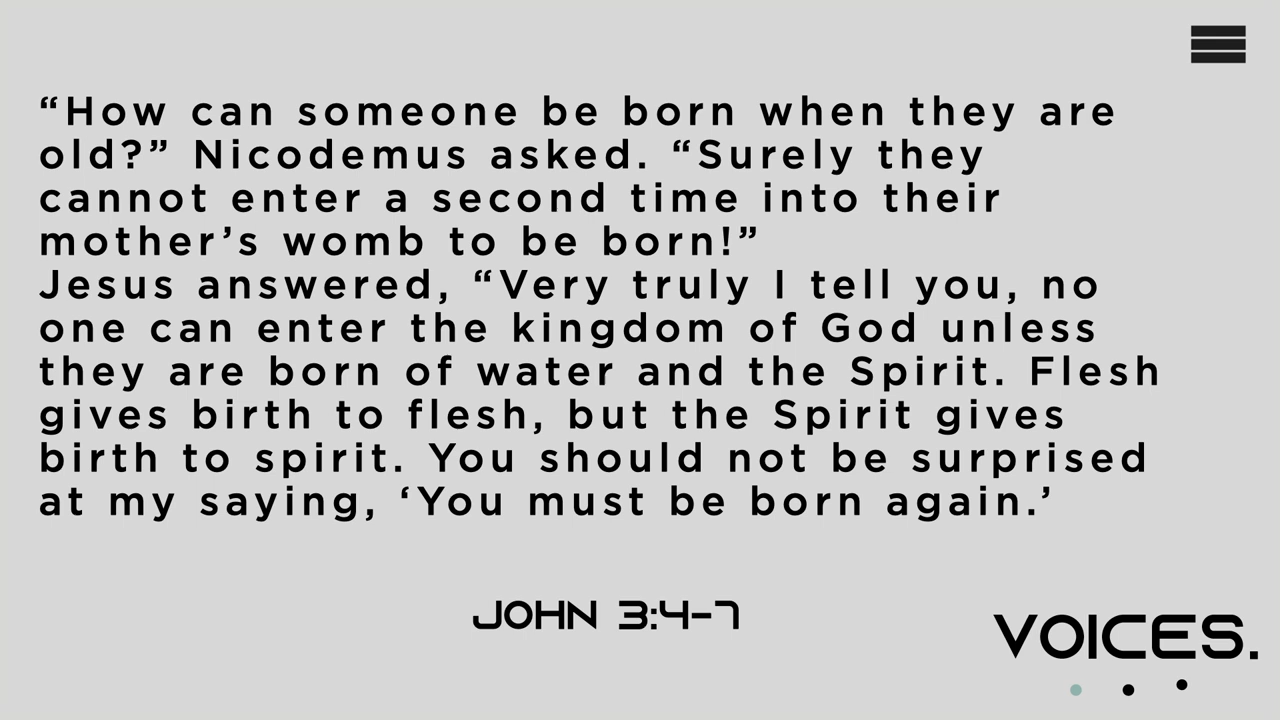 “How can someone be born when they are
old?” Nicodemus asked. “Surely they
cannot enter a second time into their
mother’s womb to be born!”
Jesus answered, “Very truly I tell you, no
one can enter the kingdom of God unless
they are born of water and the Spirit. Flesh
gives birth to flesh, but the Spirit gives
birth to spirit. You should not be surprised
at my saying, ‘You must be born again.’
JOHN 3:4-7
VOICES.